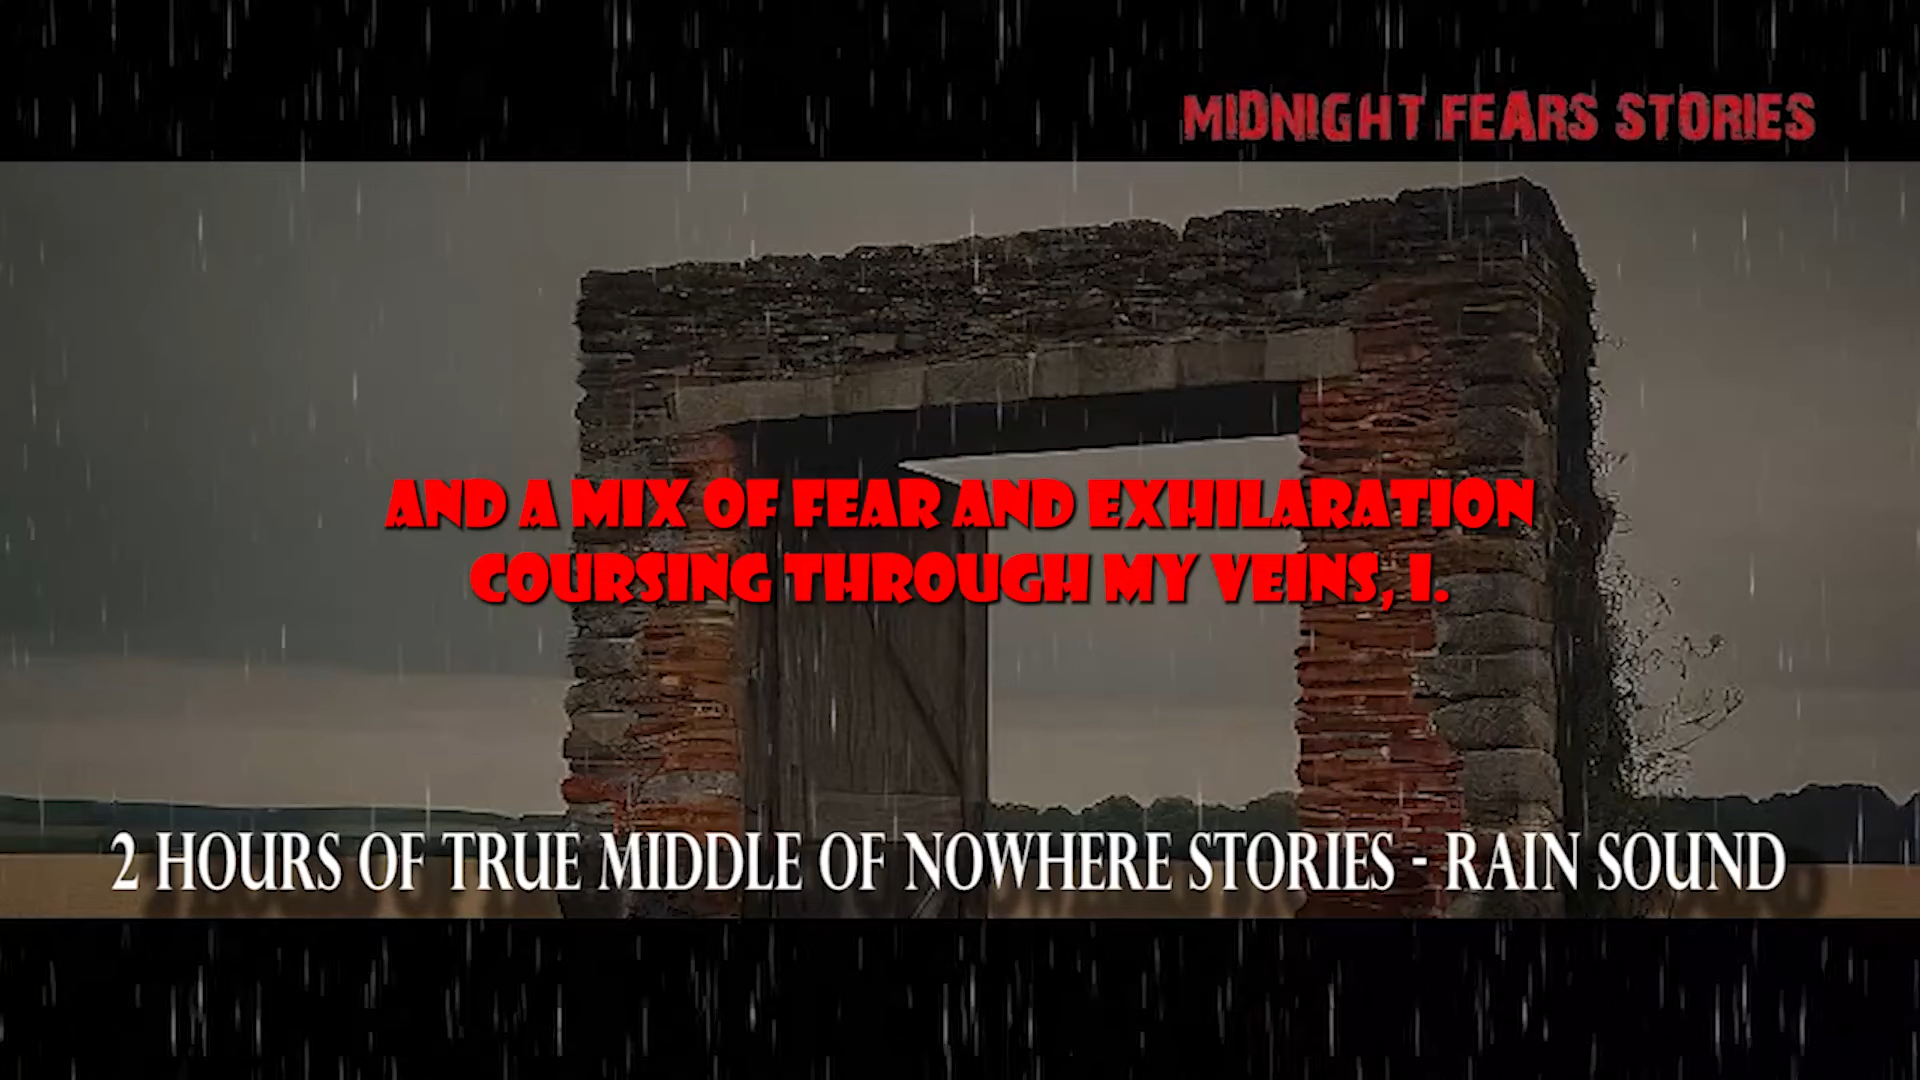 MIDNIGHT FEARS STORIES
AND A MIX OF FEAR AND EXHILARATION
COURSING THROUGH MY VEINS, I.
2 HOURS OF TRUE MIDDLE OF NOWHERE STORIES - RAIN SOUND